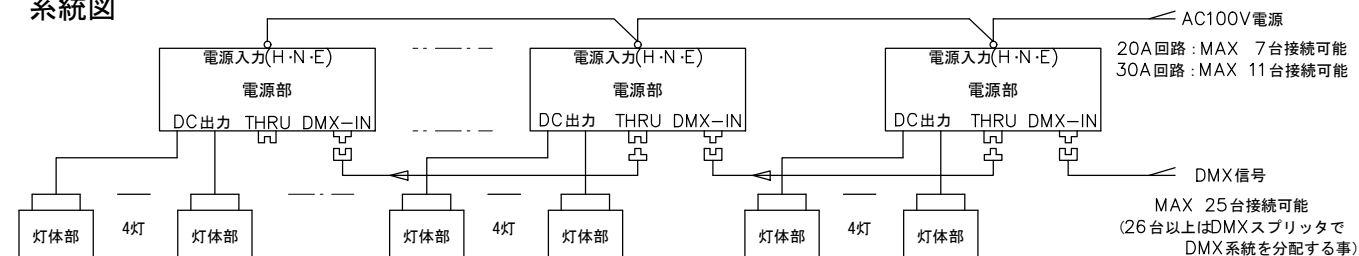 系統図
AC100V電源
20A回路:MAX 7台接続可能
30A回路:MAX 11台接続可能
電源入力(H・N・E)
電源部
DC出力 THRU DMX-IN
電源入力(H・N・E)
電源部
DC出力 THRU DMX-IN
電源入力(H・N・E)
電源部
DC出力 THRU DMX-IN
DMX信号
MAX 25台接続可能
(26台以上はDMXスプリッタで
DMX系統を分配する事)
灯体部 4灯 灯体部
灯体部 4灯 灯体部
灯体部 4灯 灯体部